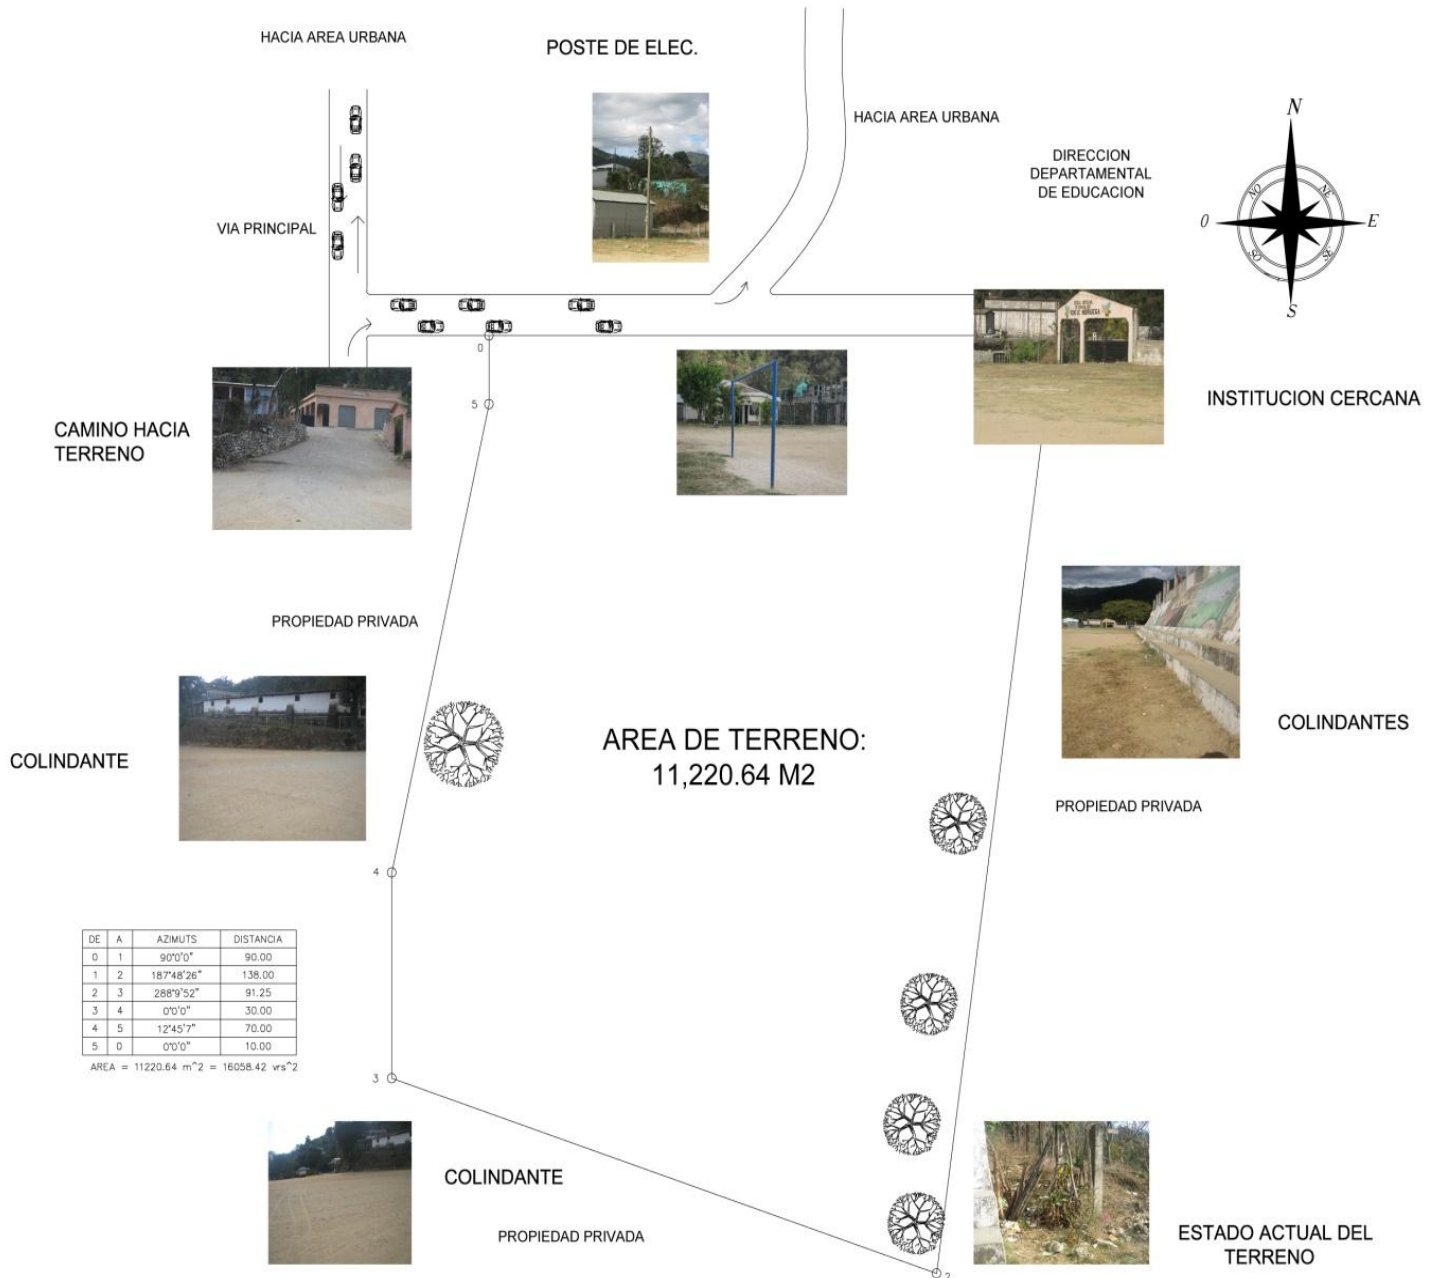 HACIA AREA URBANA
POSTE DE ELEC.
HACIA AREA URBANA
DIRECCION
DEPARTAMENTAL
DE EDUCACION
N
NO
NE
O
E
OS
SE
S
VIA PRINCIPAL
0
5
CAMINO HACIA
TERRENO
INSTITUCION CERCANA
PROPIEDAD PRIVADA
COLINDANTE
AREA DE TERRENO:
11,220.64 M2
COLINDANTES
PROPIEDAD PRIVADA
4
DE A AZIMUTS DISTANCIA
0 1 90°0'0" 90.00
1 2 187°48'26" 138.00
2 3 288°9'52" 91.25
3 4 0°0'0" 30.00
4 5 12°45'7" 70.00
5 0 0°0'0" 10.00
AREA = 11220.64 m^2 = 16058.42 vrs^2
3
COLINDANTE
PROPIEDAD PRIVADA
ESTADO ACTUAL DEL
TERRENO
2